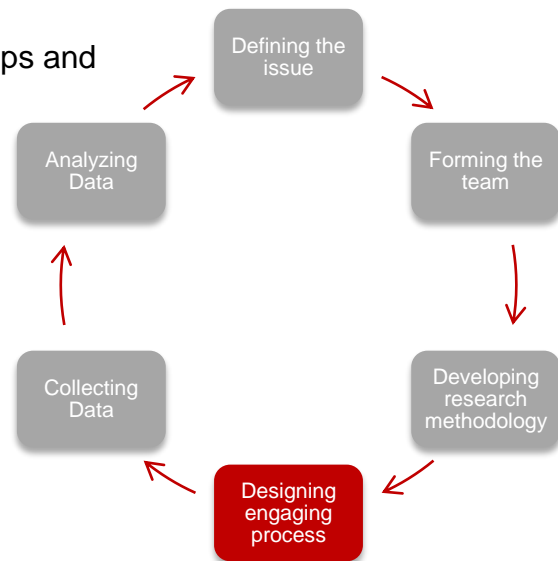 ps and
Defining the
issue
Forming the
team
Developing
research
methodology
Designing
engaging
process
Collecting
Data
Analyzing
Data